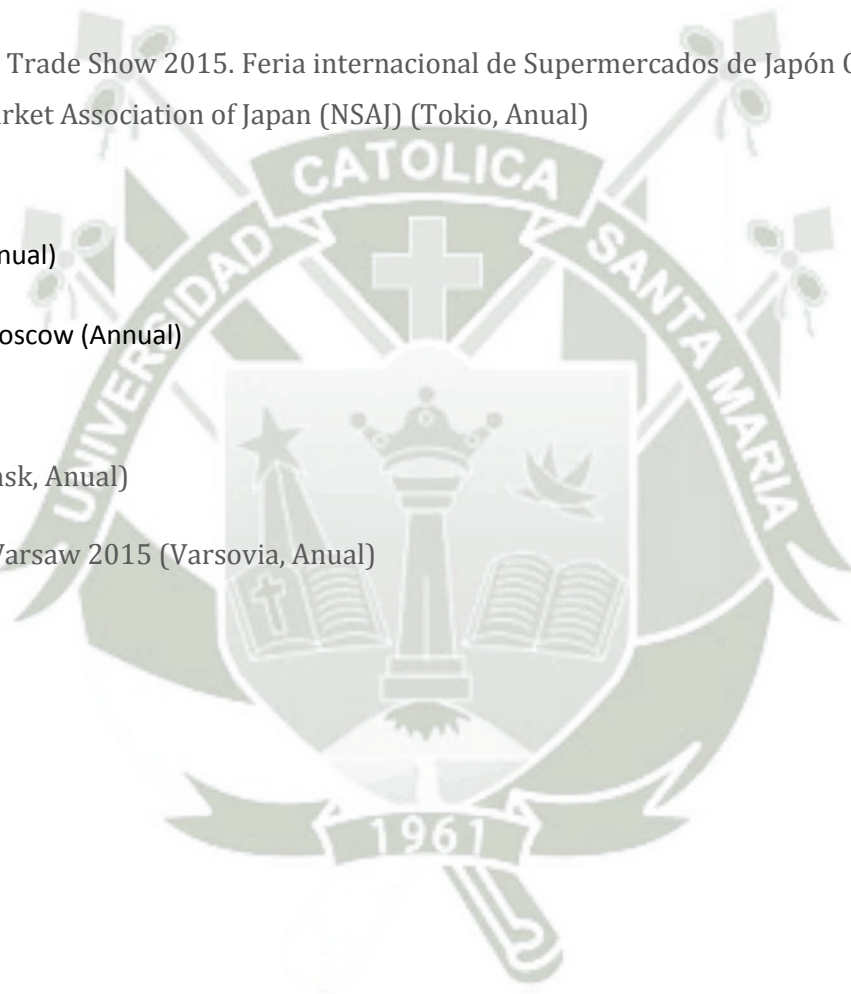 Trade Show 2015. Feria internacional de Supermercados de Japón
rket Association of Japan (NSAJ) (Tokio, Anual)
nual)
oscow (Annual)
sk, Anual)
Warsaw 2015 (Varsovia, Anual)
UNIVERSIDAD CATOLICA SANTA MARIA
1961